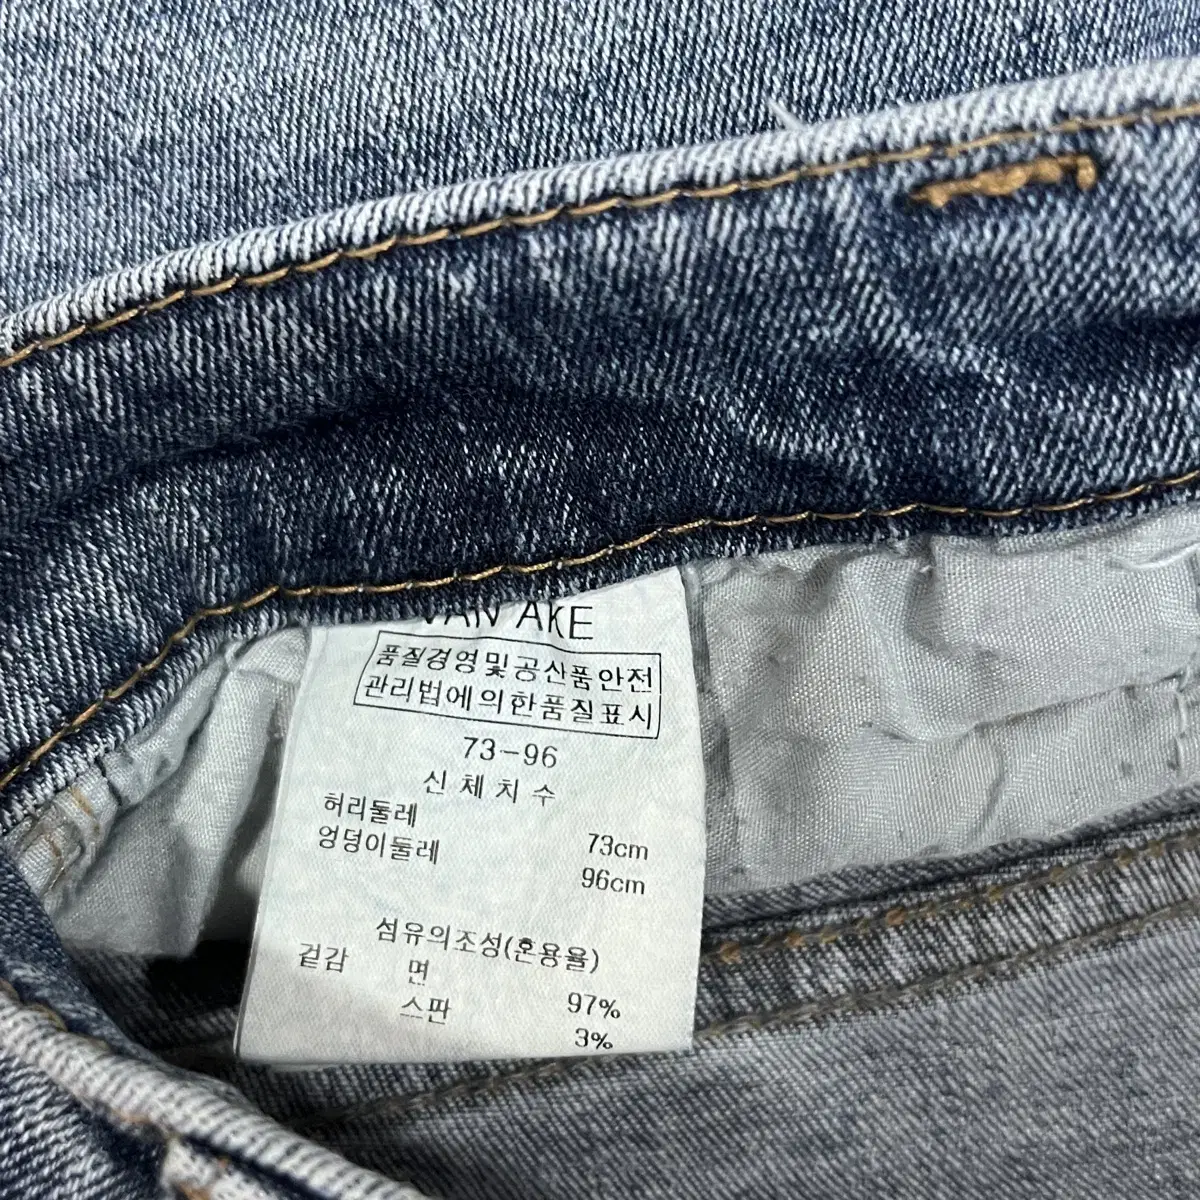 VAN AKE
품질경영및공산품안전
관리법에의한품질표시
73-96
신체치수
허리둘레 73cm
엉덩이둘레 96cm
섬유의조성(혼용율)
겉감 면 97%
스판 3%